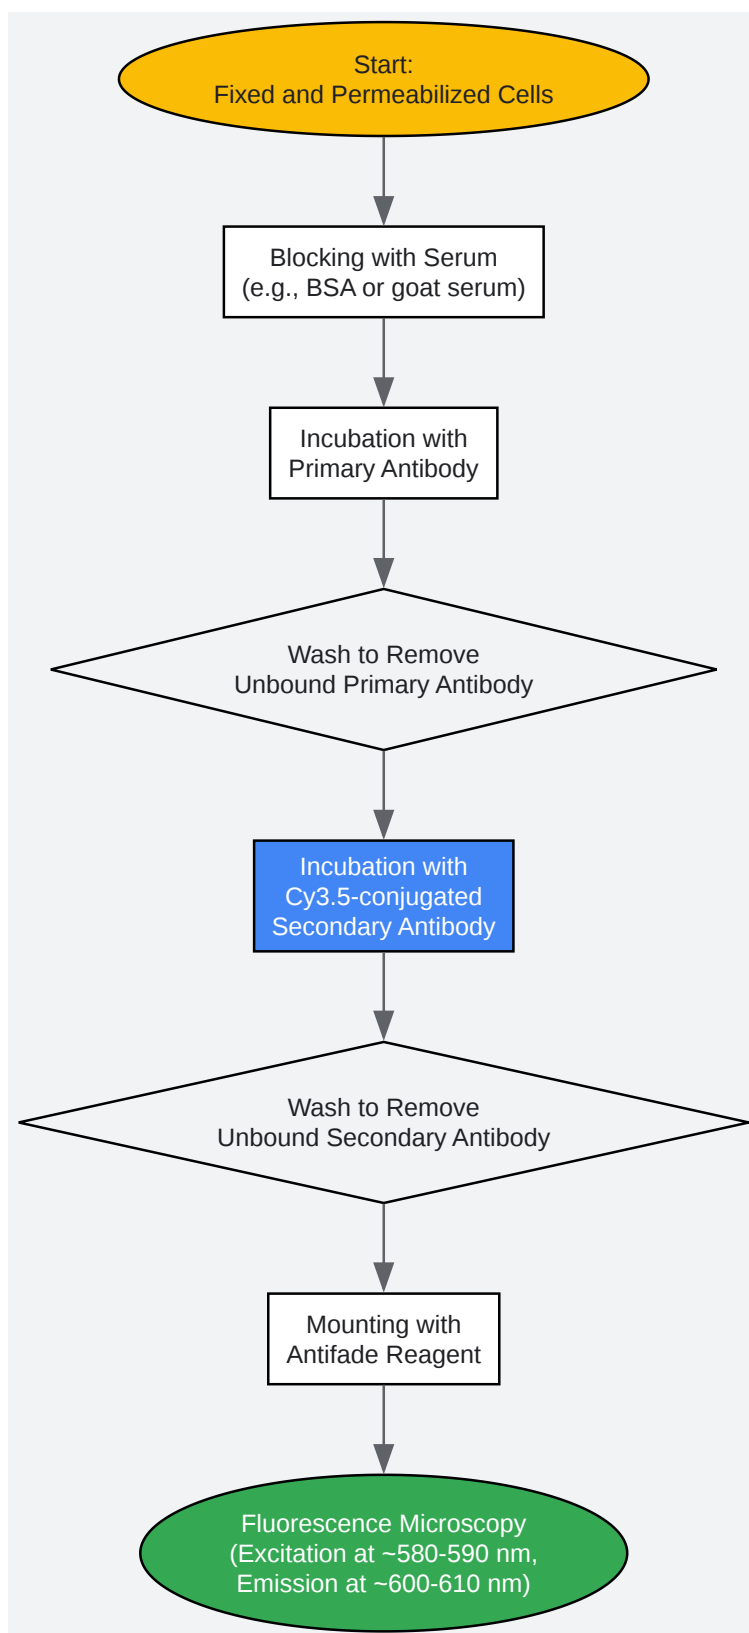 Start:
Fixed and Permeabilized Cells
Blocking with Serum
(e.g., BSA or goat serum)
Incubation with
Primary Antibody
Wash to Remove
Unbound Primary Antibody
Incubation with
Cy3.5-conjugated
Secondary Antibody
Wash to Remove
Unbound Secondary Antibody
Mounting with
Antifade Reagent
Fluorescence Microscopy
(Excitation at ~580-590 nm,
Emission at ~600-610 nm)